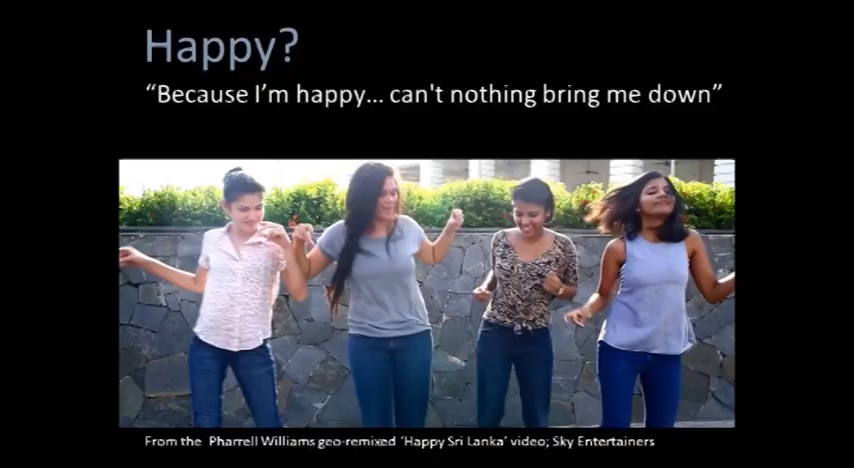 Happy?
“Because I’m happy... can't nothing bring me down”
From the Pharrell Williams geo-remixed ‘Happy Sri Lanka’ video; Sky Entertainers